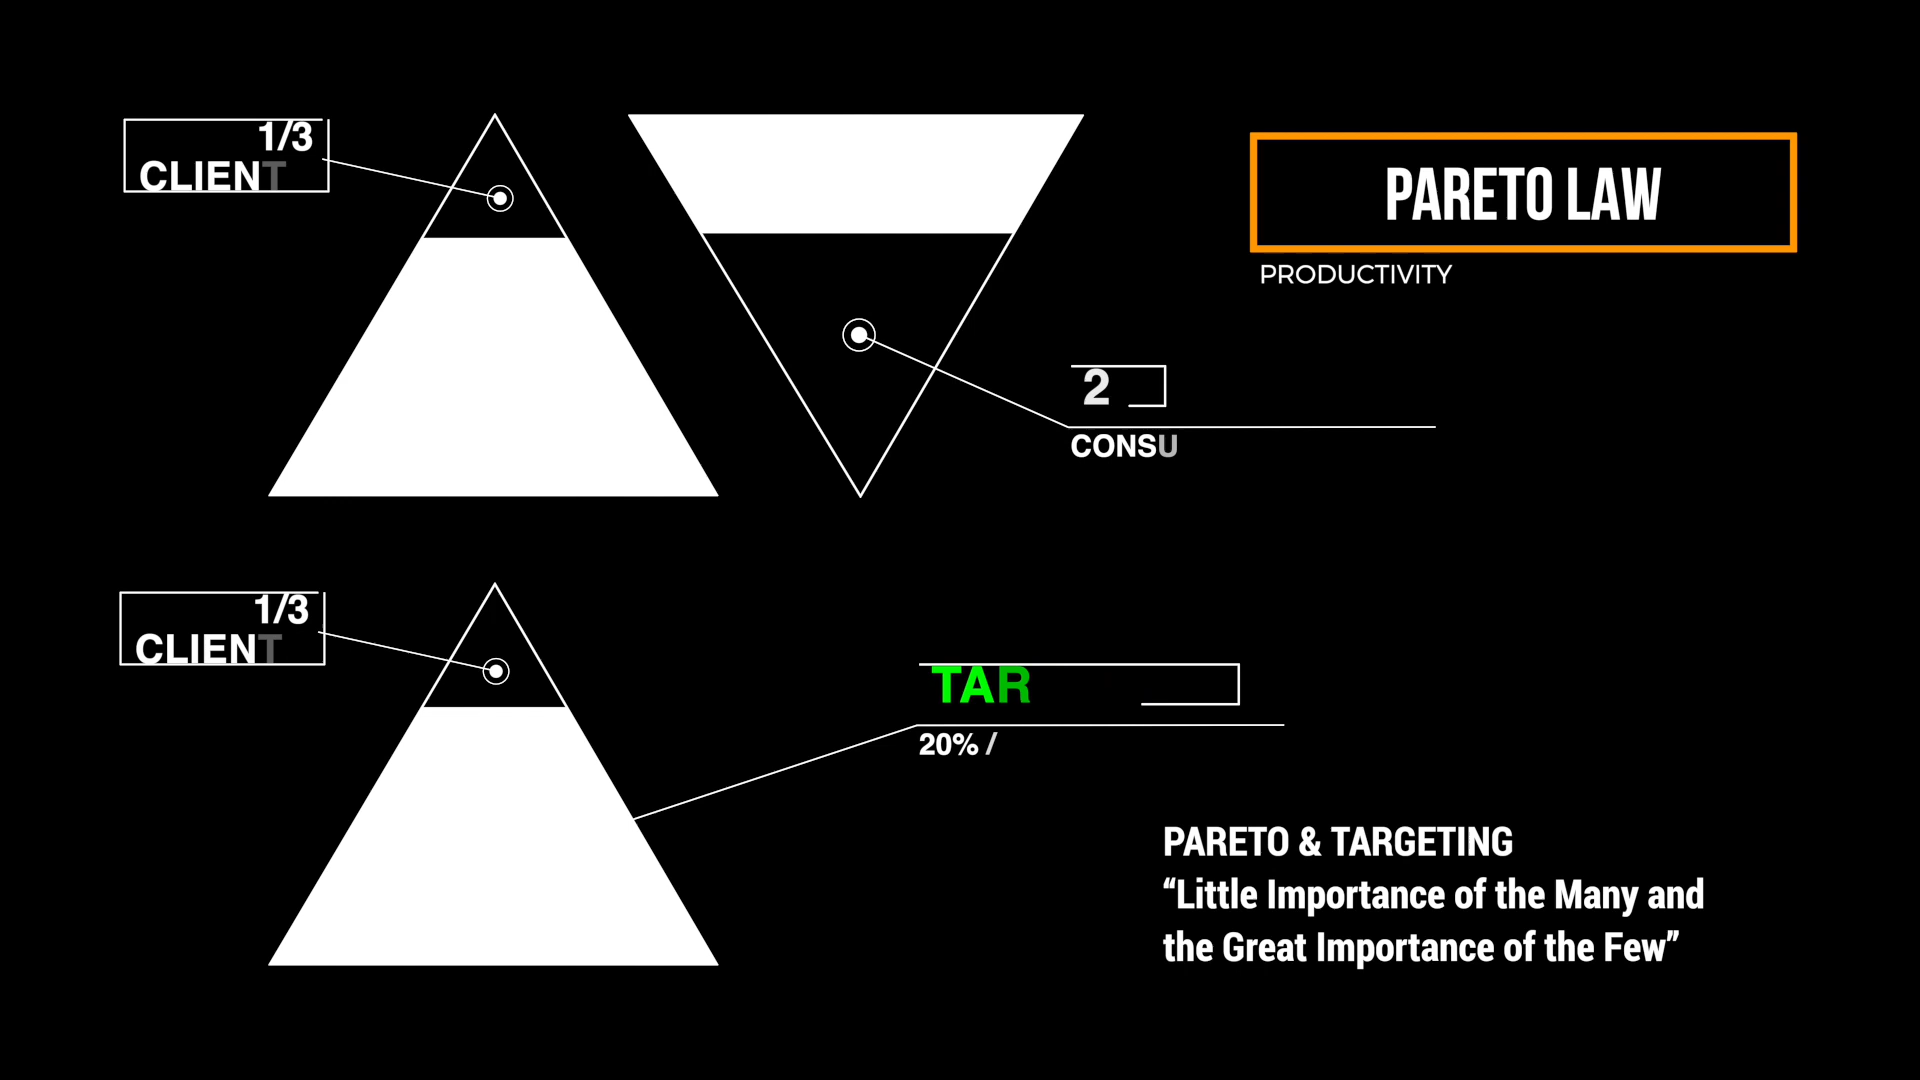 1/3
CLIENT
PARETO LAW
PRODUCTIVITY
2
CONSU
1/3
CLIENT
TAR
20% /
PARETO & TARGETING
“Little Importance of the Many and
the Great Importance of the Few”